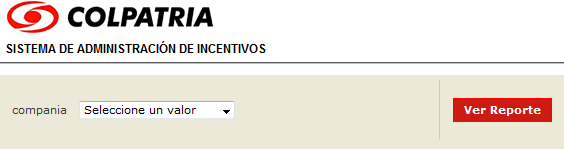 COLPATRIA
SISTEMA DE ADMINISTRACIÓN DE INCENTIVOS
compania Seleccione un valor Ver Reporte